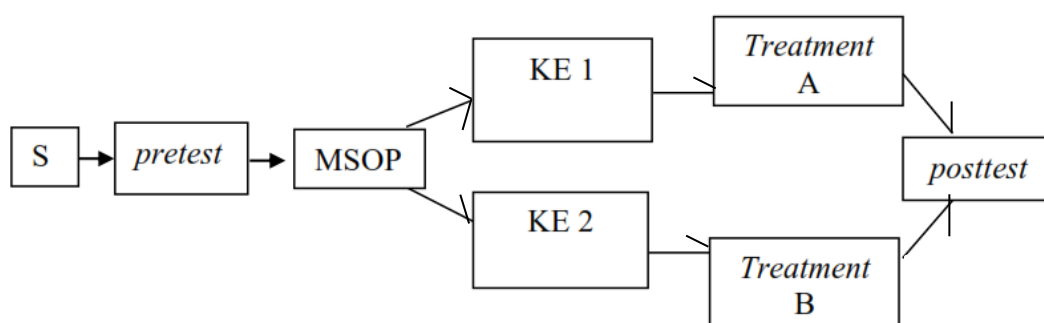 S
pretest
MSOP
KE 1
Treatment
A
KE 2
Treatment
B
posttest